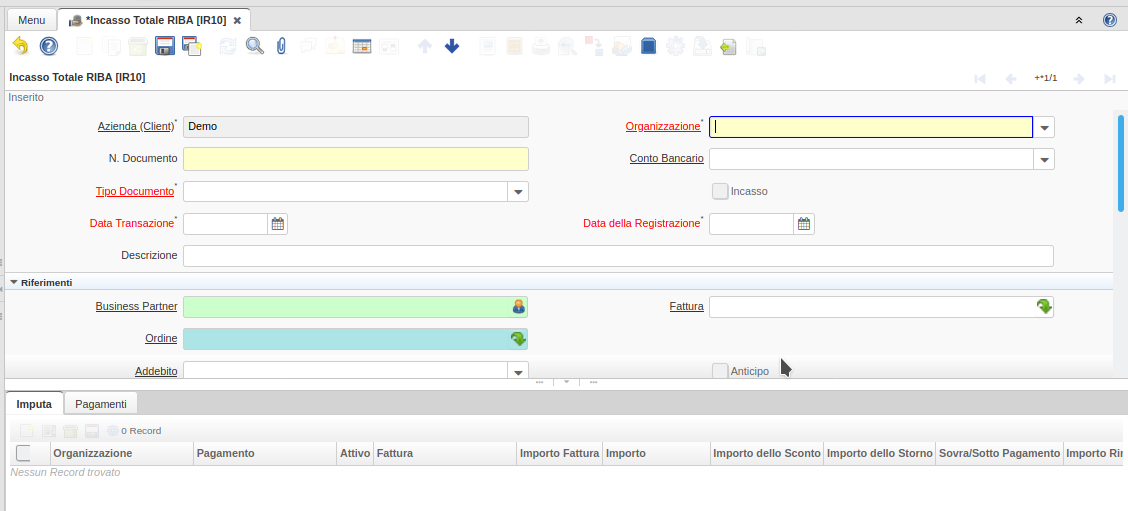 Menu *Incasso Totale RIBA [IR10]
Incasso Totale RIBA [IR10] +*1/1
Inserito
Azienda (Client)* Demo Organizzazione*
N. Documento Conto Bancario
Tipo Documento* Incasso
Data Transazione* Data della Registrazione*
Descrizione
Riferimenti
Business Partner Fattura
Ordine
Addebito Anticipo
Imputa Pagamenti
0 Record
Organizzazione Pagamento Attivo Fattura Importo Fattura Importo Importo dello Sconto Importo dello Storno Sovra/Sotto Pagamento Importo Rir
Nessun Record trovato